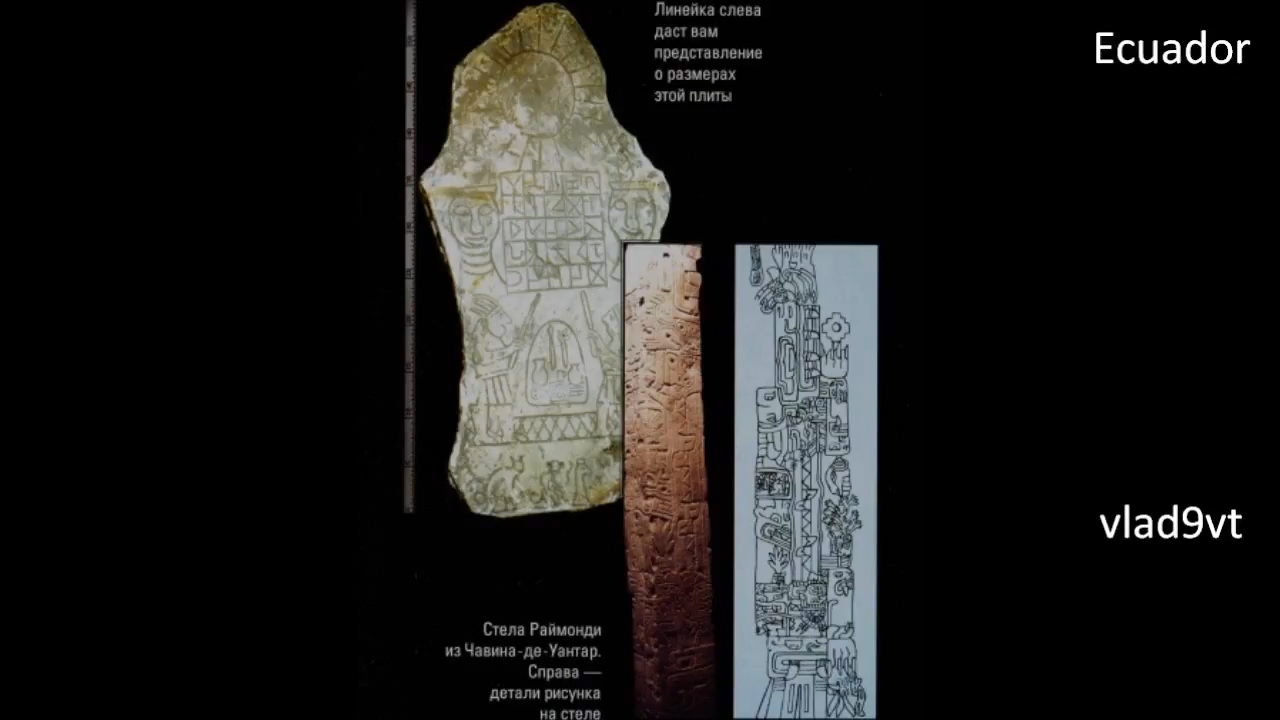 Линейка слева
даст вам
представление
о размерах
этой плиты
Ecuador
vlad9vt
Стела Раймонди
из Чавина-де-Уантар.
Справа —
детали рисунка
на стеле